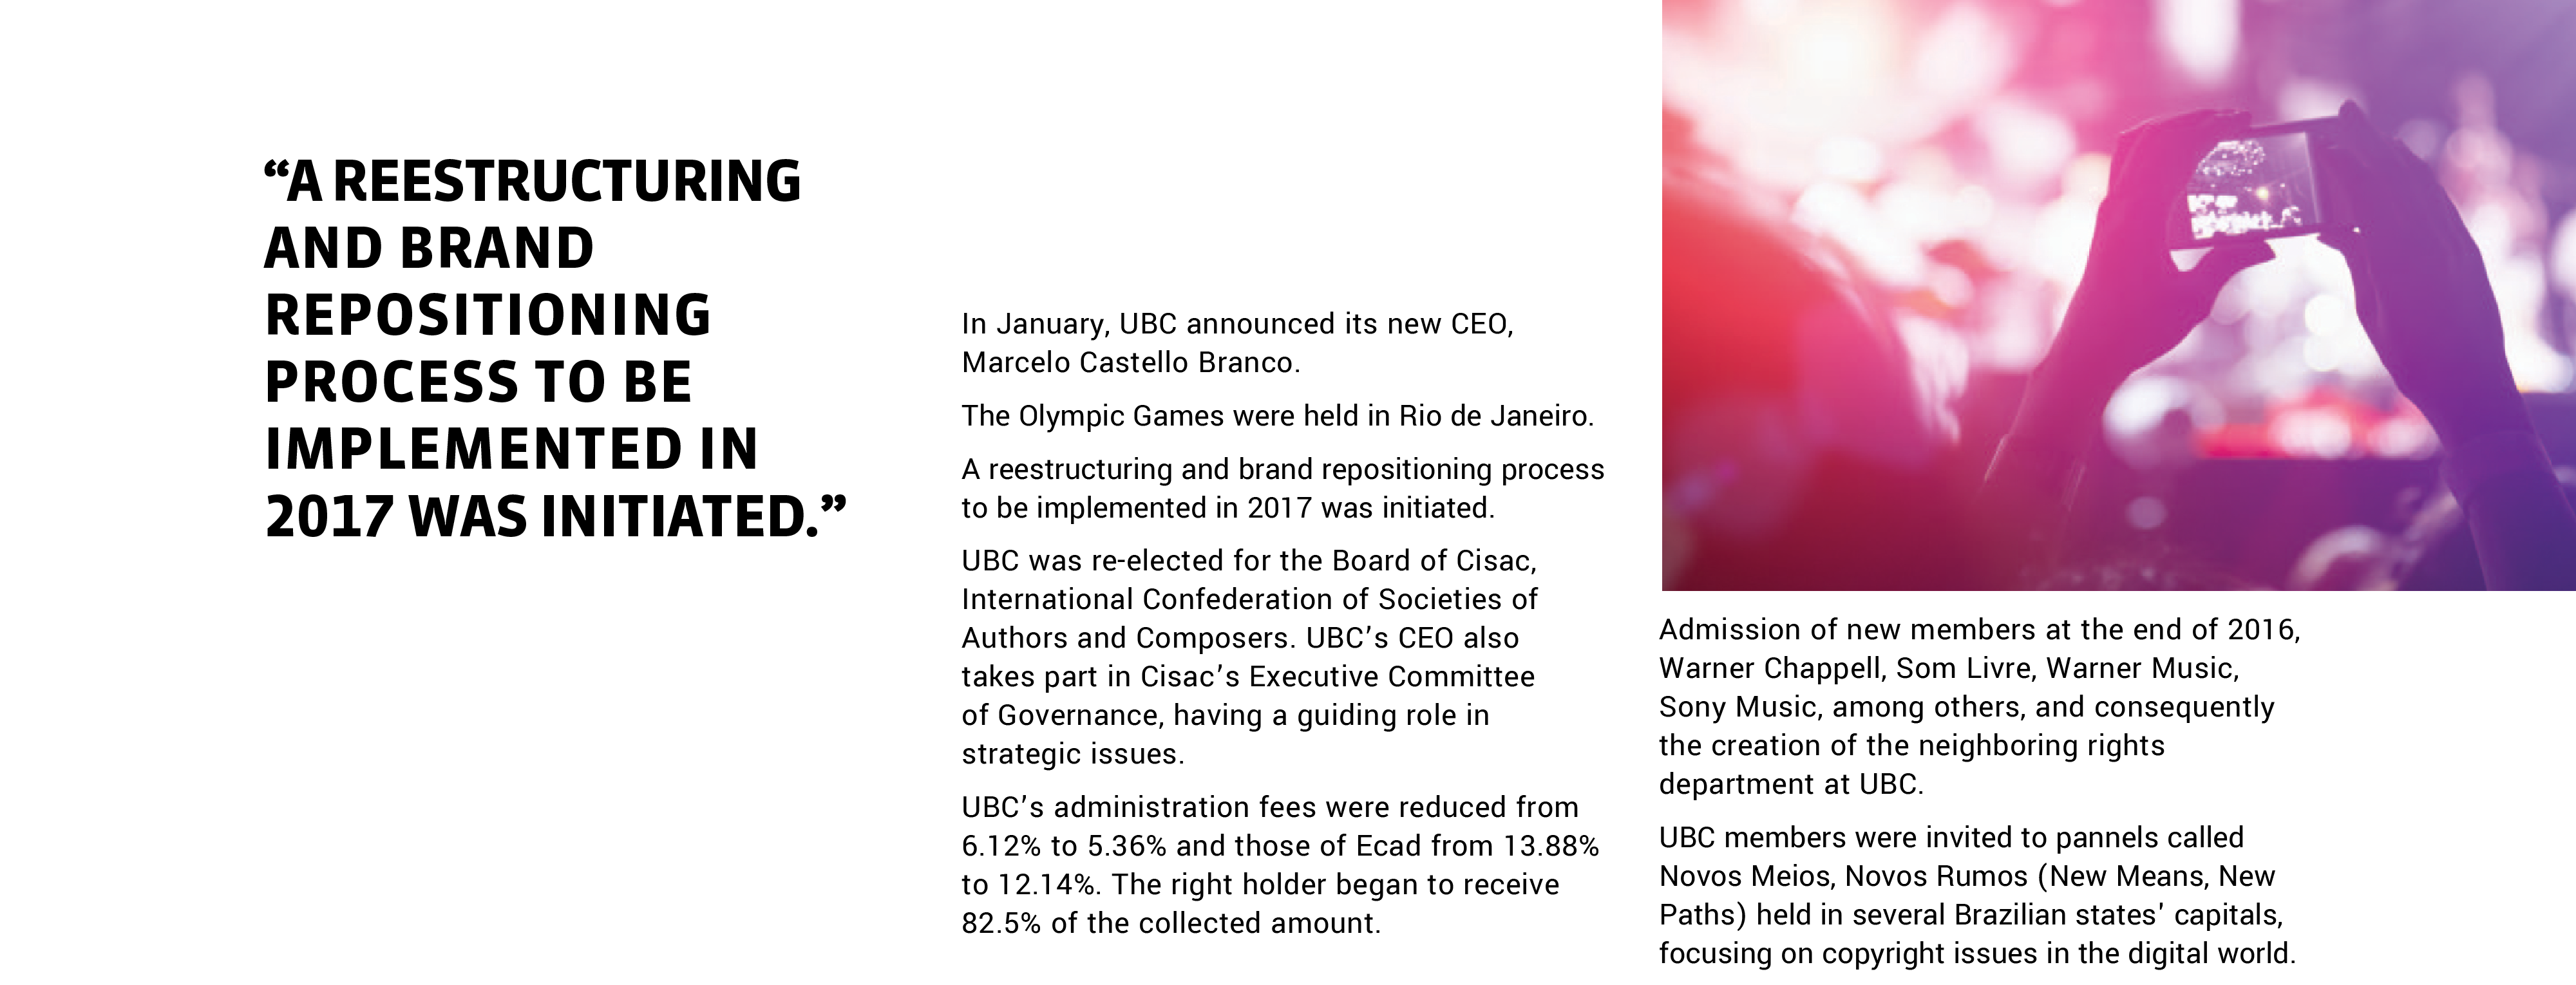 “A REESTRUCTURING
AND BRAND
REPOSITIONING
PROCESS TO BE
IMPLEMENTED IN
2017 WAS INITIATED.”
In January, UBC announced its new CEO,
Marcelo Castello Branco.
The Olympic Games were held in Rio de Janeiro.
A reestructuring and brand repositioning process
to be implemented in 2017 was initiated.
UBC was re-elected for the Board of Cisac,
International Confederation of Societies of
Authors and Composers. UBC’s CEO also
takes part in Cisac’s Executive Committee
of Governance, having a guiding role in
strategic issues.
UBC’s administration fees were reduced from
6.12% to 5.36% and those of Ecad from 13.88%
to 12.14%. The right holder began to receive
82.5% of the collected amount.
Admission of new members at the end of 2016,
Warner Chappell, Som Livre, Warner Music,
Sony Music, among others, and consequently
the creation of the neighboring rights
department at UBC.
UBC members were invited to pannels called
Novos Meios, Novos Rumos (New Means, New
Paths) held in several Brazilian states' capitals,
focusing on copyright issues in the digital world.